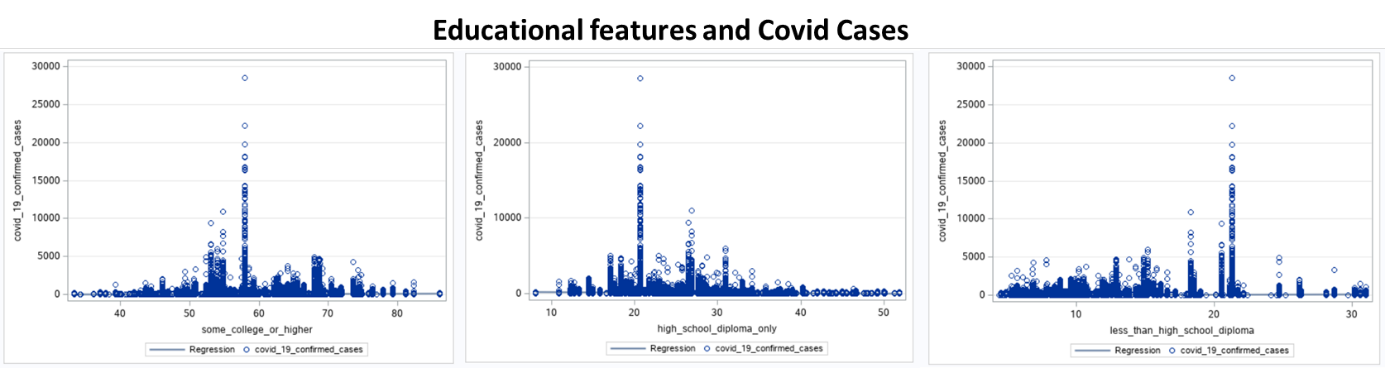 Educational features and Covid Cases
30000
25000
20000
15000
10000
5000
0
covid_19_confirmed_cases
40 50 60 70 80
some_college_or_higher
Regression covid_19_confirmed_cases
30000
20000
10000
0
covid_19_confirmed_cases
10 20 30 40 50
high_school_diploma_only
Regression covid_19_confirmed_cases
30000
25000
20000
15000
10000
5000
0
covid_19_confirmed_cases
10 20 30
less_than_high_school_diploma
Regression covid_19_confirmed_cases